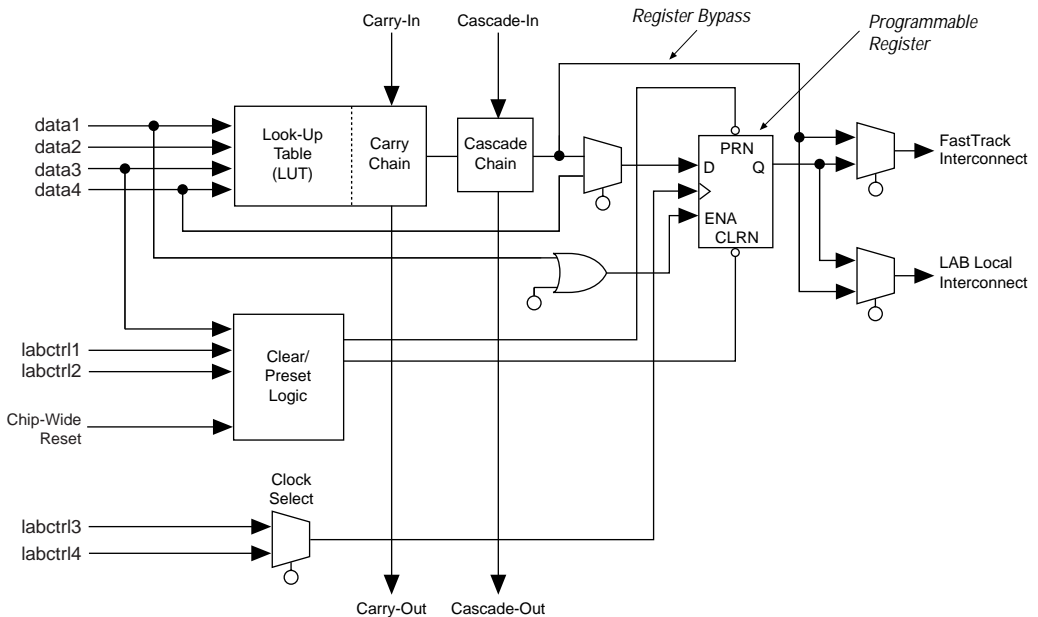 Carry-In
Cascade-In
Register Bypass
Programmable
Register
data1
data2
data3
data4
Look-Up
Table
(LUT)
Carry
Chain
Cascade
Chain
PRN
D
Q
ENA
CLRN
FastTrack
Interconnect
LAB Local
Interconnect
labctrl1
labctrl2
Clear/
Preset
Logic
Chip-Wide
Reset
Clock
Select
labctrl3
labctrl4
Carry-Out
Cascade-Out